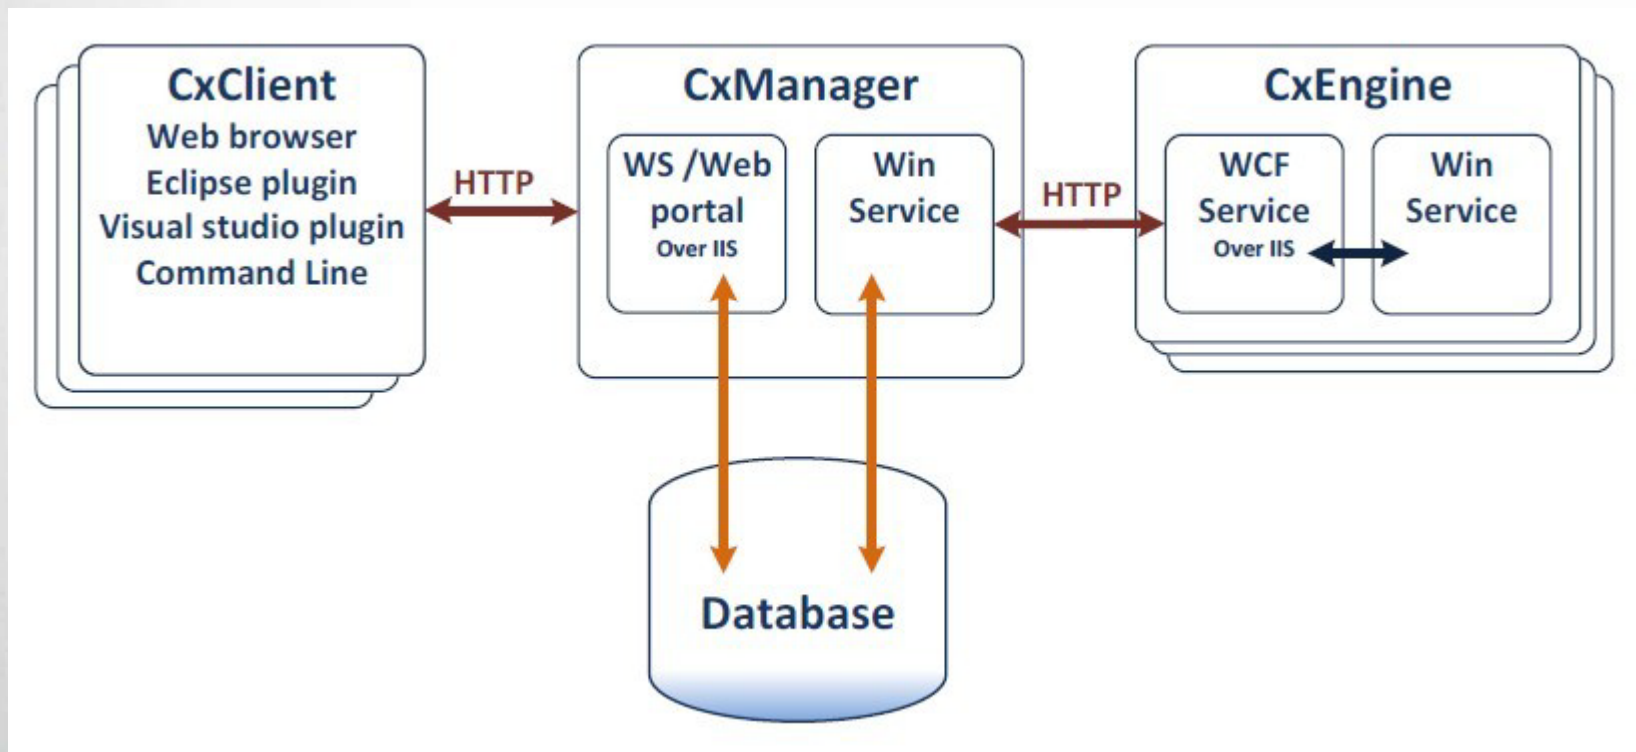 CxClient
Web browser
Eclipse plugin
Visual studio plugin
Command Line
HTTP
CxManager
WS /Web
portal
Over IIS
Win
Service
HTTP
CxEngine
WCF
Service
Over IIS
Win
Service
Database